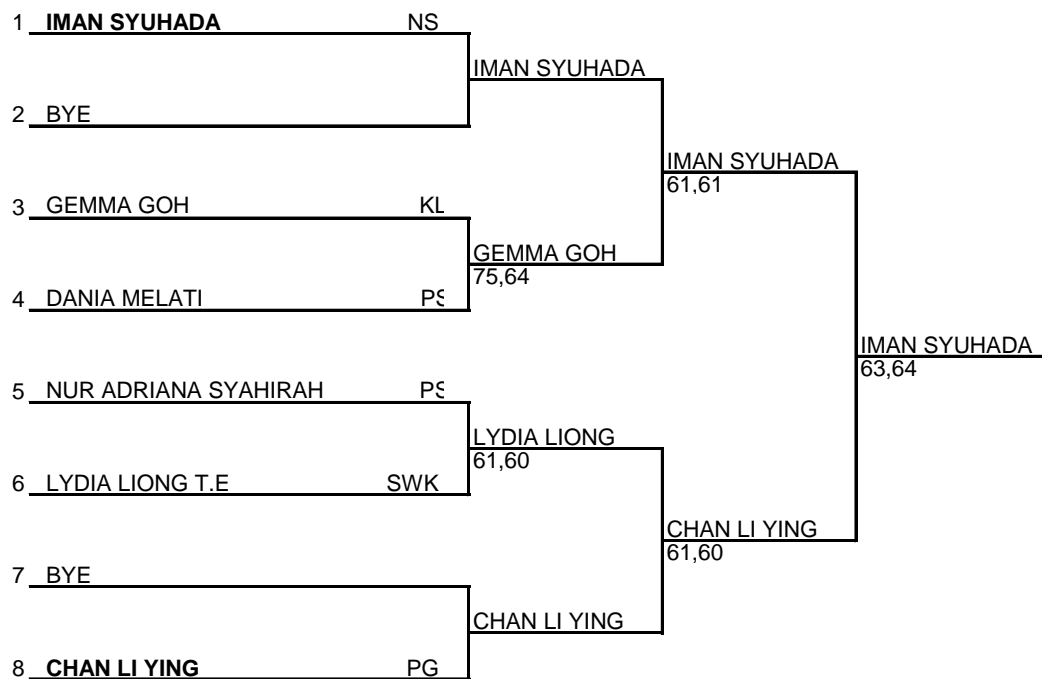 1 IMAN SYUHADA NS
IMAN SYUHADA
2 BYE
IMAN SYUHADA
61,61
3 GEMMA GOH KL
GEMMA GOH
75,64
4 DANIA MELATI PS
IMAN SYUHADA
63,64
5 NUR ADRIANA SYAHIRAH PS
LYDIA LIONG
61,60
6 LYDIA LIONG T.E SWK
CHAN LI YING
61,60
7 BYE
CHAN LI YING
8 CHAN LI YING PG